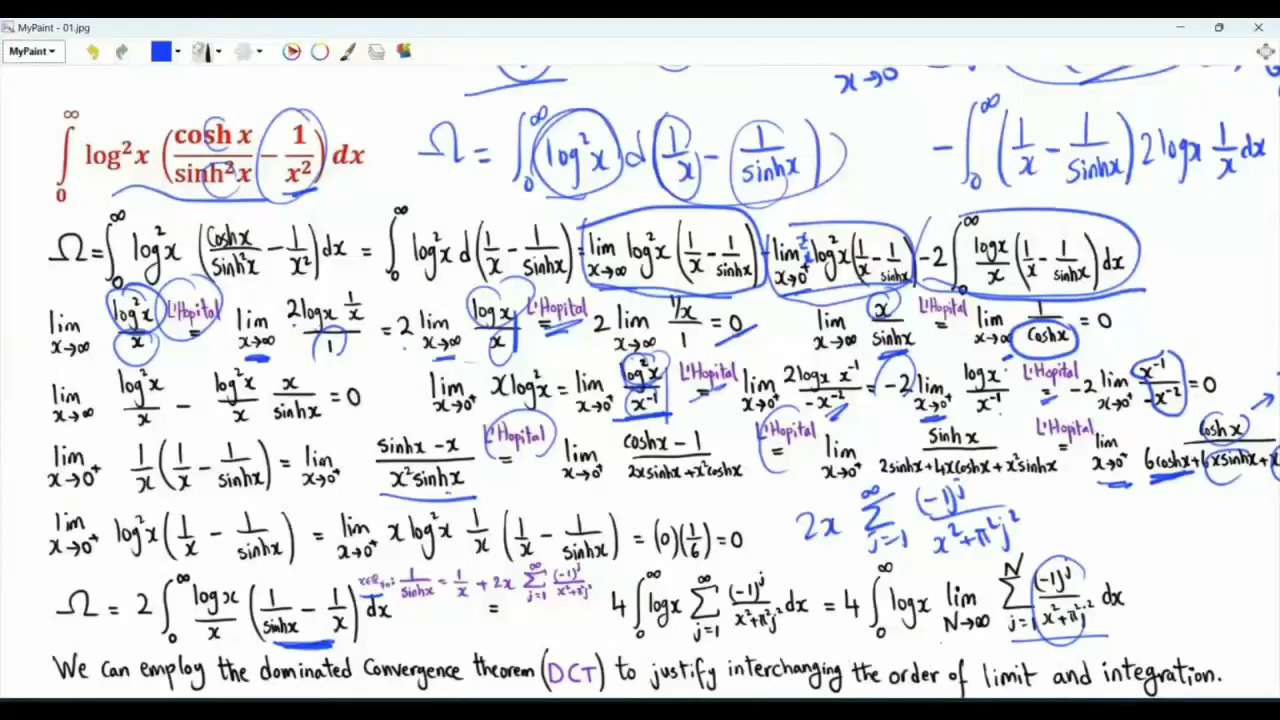 MyPaint - 01.jpg
MyPaint
x→0
∫₀^∞ log²x (cosh x / sinh²x − 1/x²) dx
Ω = ∫₀^∞ log²x d(1/x − 1/sinhx)
− ∫₀^∞ (1/x − 1/sinhx) 2logx 1/x dx
Ω = ∫₀^∞ log²x (Coshx/sinh²x − 1/x²) dx = ∫₀^∞ log²x d(1/x − 1/sinhx) = lim x→∞ log²x (1/x − 1/sinhx) − lim x→0⁺ log²x (1/x − 1/sinhx) − 2 ∫₀^∞ logx/x (1/x − 1/sinhx) dx
lim x→∞ log²x/x = L'Hopital lim x→∞ 2logx 1/x / 1 = 2 lim x→∞ logx/x = L'Hopital 2 lim x→∞ 1/x / 1 = 0 lim x→∞ x/sinhx = L'Hopital lim x→∞ 1/coshx = 0
lim x→∞ log²x/x − log²x/x x/sinhx = 0 lim x→0⁺ x log²x = lim x→0⁺ log²x/x⁻¹ = L'Hopital lim x→0⁺ 2logx x⁻¹ / −x⁻² = −2 lim x→0⁺ logx/x⁻¹ = L'Hopital −2 lim x→0⁺ x⁻¹/−x⁻² = 0
lim x→0⁺ 1/x (1/x − 1/sinhx) = lim x→0⁺ sinhx − x / x²sinhx = L'Hopital lim x→0⁺ coshx − 1 / 2xsinhx + x²coshx = L'Hopital lim x→0⁺ sinhx / 2sinhx + 4xcoshx + x²sinhx = L'Hopital lim x→0⁺ coshx / 6coshx + 6xsinhx +
2x Σ_{j=1}^∞ (−1)^j / x²+π²j²
lim x→0⁺ log²x (1/x − 1/sinhx) = lim x→0⁺ x log²x 1/x (1/x − 1/sinhx) = (0)(1/6) = 0
Ω = 2 ∫₀^∞ logx/x (1/sinhx − 1/x) dx 1/sinhx = 1/x + 2x Σ_{j=1}^∞ (−1)^j / x²+π²j² = 4 ∫₀^∞ logx Σ_{j=1}^∞ (−1)^j / x²+π²j² dx = 4 ∫₀^∞ logx lim N→∞ Σ_{j=1}^N (−1)^j / x²+π²j² dx
We can employ the dominated Convergence theorem (DCT) to justify interchanging the order of limit and integration.